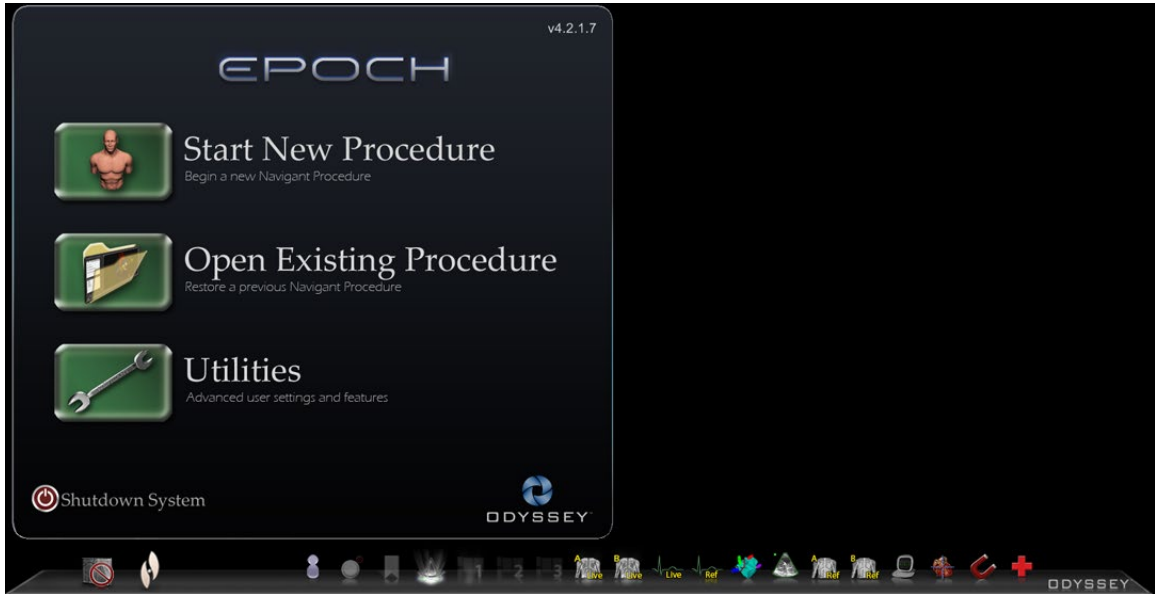 v4.2.1.7
EPOCH
Start New Procedure
Begin a new Navigant Procedure
Open Existing Procedure
Restore a previous Navigant Procedure
Utilities
Advanced user settings and features
Shutdown System
ODYSSEY
1 2 3 A Live B Live Live Ref A Ref B Ref
ODYSSEY